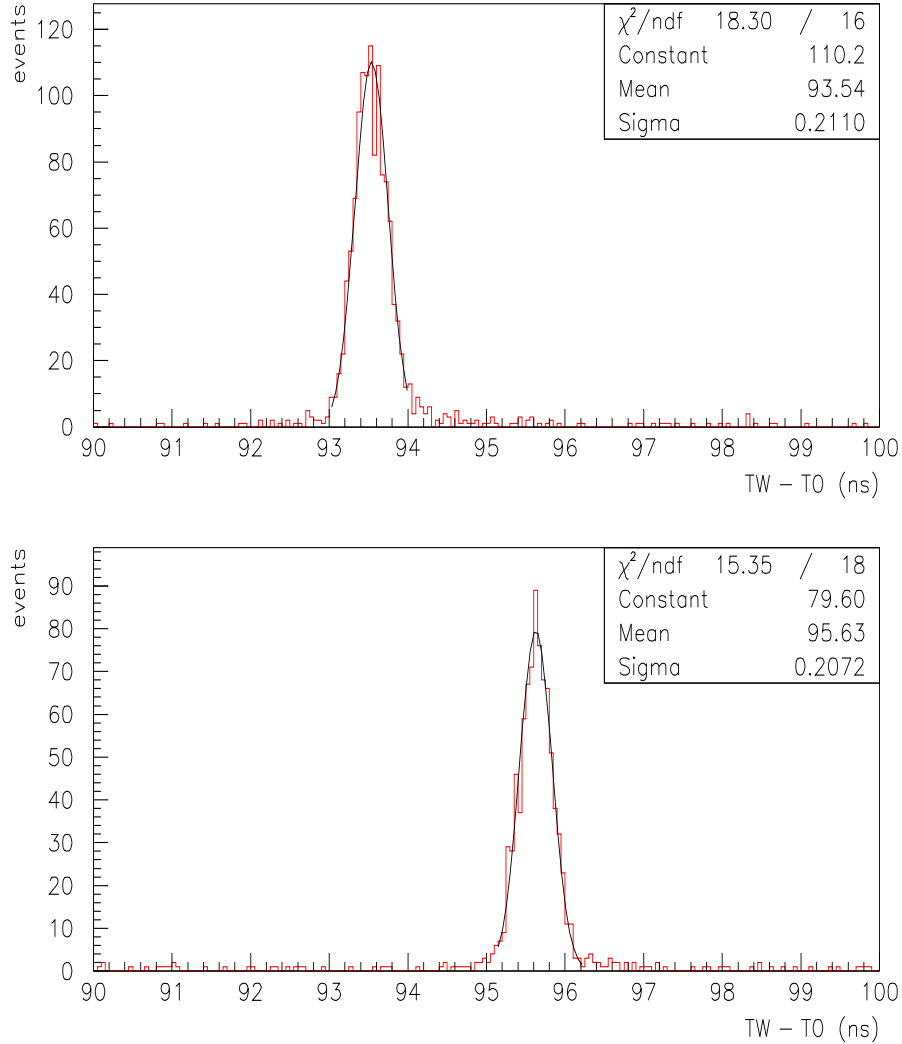 events
120
100
80
60
40
20
0
χ²/ndf 18.30 / 16
Constant 110.2
Mean 93.54
Sigma 0.2110
90 91 92 93 94 95 96 97 98 99 100
TW − T0 (ns)
events
90
80
70
60
50
40
30
20
10
0
χ²/ndf 15.35 / 18
Constant 79.60
Mean 95.63
Sigma 0.2072
90 91 92 93 94 95 96 97 98 99 100
TW − T0 (ns)